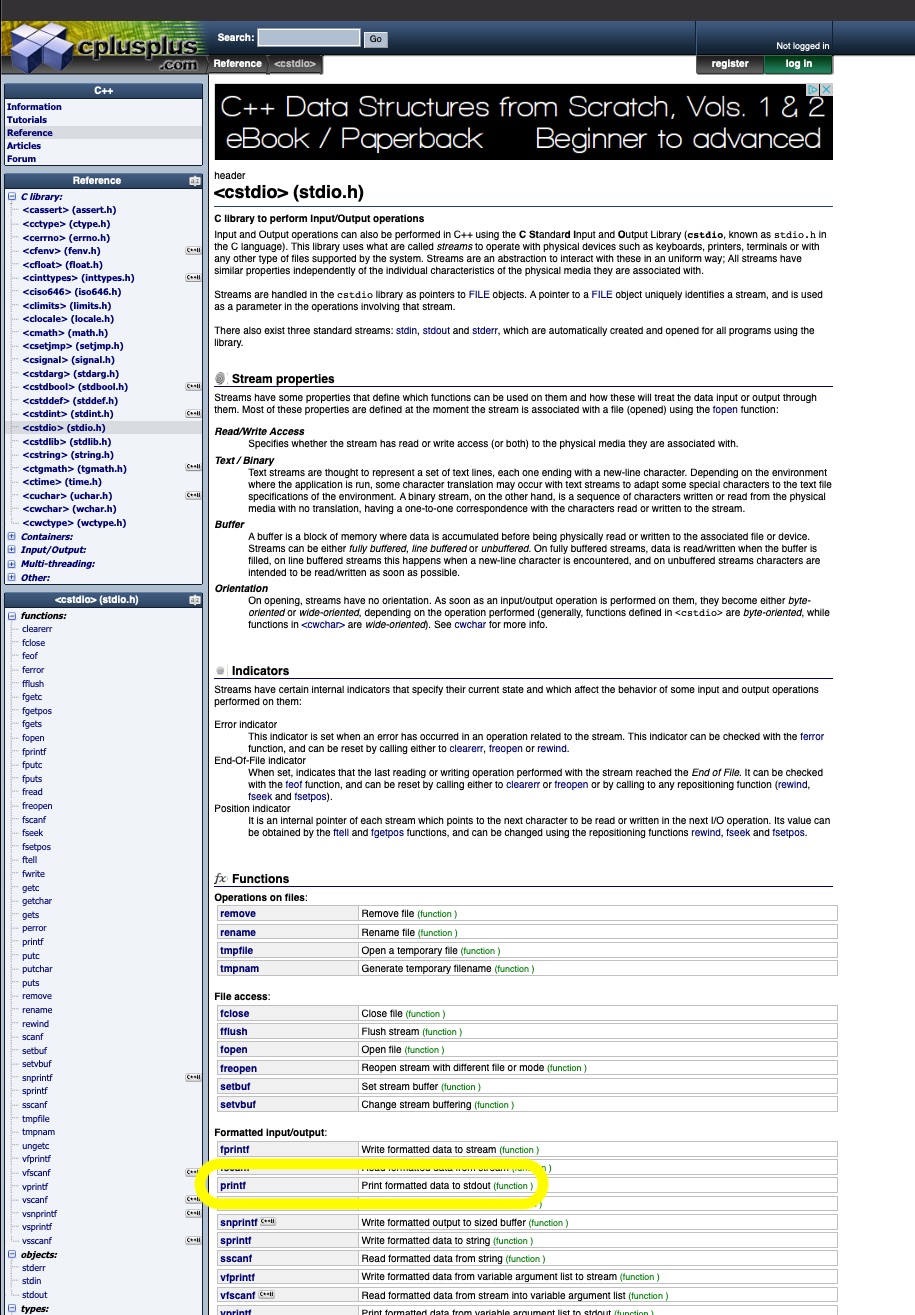 cplusplus
.com
Search:
Go
Not logged in
Reference
<cstdio>
register
log in
C++
Information
Tutorials
Reference
Articles
Forum
Reference
C library:
<cassert> (assert.h)
<cctype> (ctype.h)
<cerrno> (errno.h)
<cfenv> (fenv.h)
<cfloat> (float.h)
<cinttypes> (inttypes.h)
<ciso646> (iso646.h)
<climits> (limits.h)
<clocale> (locale.h)
<cmath> (math.h)
<csetjmp> (setjmp.h)
<csignal> (signal.h)
<cstdarg> (stdarg.h)
<cstdbool> (stdbool.h)
<cstddef> (stddef.h)
<cstdint> (stdint.h)
<cstdio> (stdio.h)
<cstdlib> (stdlib.h)
<cstring> (string.h)
<ctgmath> (tgmath.h)
<ctime> (time.h)
<cuchar> (uchar.h)
<cwchar> (wchar.h)
<cwctype> (wctype.h)
Containers:
Input/Output:
Multi-threading:
Other:
<cstdio> (stdio.h)
functions:
clearerr
fclose
feof
ferror
fflush
fgetc
fgetpos
fgets
fopen
fprintf
fputc
fputs
fread
freopen
fscanf
fseek
fsetpos
ftell
fwrite
getc
getchar
gets
perror
printf
putc
putchar
puts
remove
rename
rewind
scanf
setbuf
setvbuf
snprintf
sprintf
sscanf
tmpfile
tmpnam
ungetc
vfprintf
vfscanf
vprintf
vscanf
vsnprintf
vsprintf
vsscanf
objects:
stderr
stdin
stdout
types:
C++ Data Structures from Scratch, Vols. 1 & 2
eBook / Paperback Beginner to advanced
header
<cstdio> (stdio.h)
C library to perform Input/Output operations
Input and Output operations can also be performed in C++ using the C Standard Input and Output Library (cstdio, known as stdio.h in
the C language). This library uses what are called streams to operate with physical devices such as keyboards, printers, terminals or with
any other type of files supported by the system. Streams are an abstraction to interact with these in an uniform way; All streams have
similar properties independently of the individual characteristics of the physical media they are associated with.
Streams are handled in the cstdio library as pointers to FILE objects. A pointer to a FILE object uniquely identifies a stream, and is used
as a parameter in the operations involving that stream.
There also exist three standard streams: stdin, stdout and stderr, which are automatically created and opened for all programs using the
library.
Stream properties
Streams have some properties that define which functions can be used on them and how these will treat the data input or output through
them. Most of these properties are defined at the moment the stream is associated with a file (opened) using the fopen function:
Read/Write Access
Specifies whether the stream has read or write access (or both) to the physical media they are associated with.
Text / Binary
Text streams are thought to represent a set of text lines, each one ending with a new-line character. Depending on the environment
where the application is run, some character translation may occur with text streams to adapt some special characters to the text file
specifications of the environment. A binary stream, on the other hand, is a sequence of characters written or read from the physical
media with no translation, having a one-to-one correspondence with the characters read or written to the stream.
Buffer
A buffer is a block of memory where data is accumulated before being physically read or written to the associated file or device.
Streams can be either fully buffered, line buffered or unbuffered. On fully buffered streams, data is read/written when the buffer is
filled, on line buffered streams this happens when a new-line character is encountered, and on unbuffered streams characters are
intended to be read/written as soon as possible.
Orientation
On opening, streams have no orientation. As soon as an input/output operation is performed on them, they become either byte-
oriented or wide-oriented, depending on the operation performed (generally, functions defined in <cstdio> are byte-oriented, while
functions in <cwchar> are wide-oriented). See cwchar for more info.
Indicators
Streams have certain internal indicators that specify their current state and which affect the behavior of some input and output operations
performed on them:
Error indicator
This indicator is set when an error has occurred in an operation related to the stream. This indicator can be checked with the ferror
function, and can be reset by calling either to clearerr, freopen or rewind.
End-Of-File indicator
When set, indicates that the last reading or writing operation performed with the stream reached the End of File. It can be checked
with the feof function, and can be reset by calling either to clearerr or freopen or by calling to any repositioning function (rewind,
fseek and fsetpos).
Position indicator
It is an internal pointer of each stream which points to the next character to be read or written in the next I/O operation. Its value can
be obtained by the ftell and fgetpos functions, and can be changed using the repositioning functions rewind, fseek and fsetpos.
fx Functions
Operations on files:
remove Remove file (function )
rename Rename file (function )
tmpfile Open a temporary file (function )
tmpnam Generate temporary filename (function )
File access:
fclose Close file (function )
fflush Flush stream (function )
fopen Open file (function )
freopen Reopen stream with different file or mode (function )
setbuf Set stream buffer (function )
setvbuf Change stream buffering (function )
Formatted input/output:
fprintf Write formatted data to stream (function )
printf Print formatted data to stdout (function )
snprintf Write formatted output to sized buffer (function )
sprintf Write formatted data to string (function )
sscanf Read formatted data from string (function )
vfprintf Write formatted data from variable argument list to stream (function )
vfscanf Read formatted data from stream into variable argument list (function )
vprintf Print formatted data from variable argument list to stdout (function )